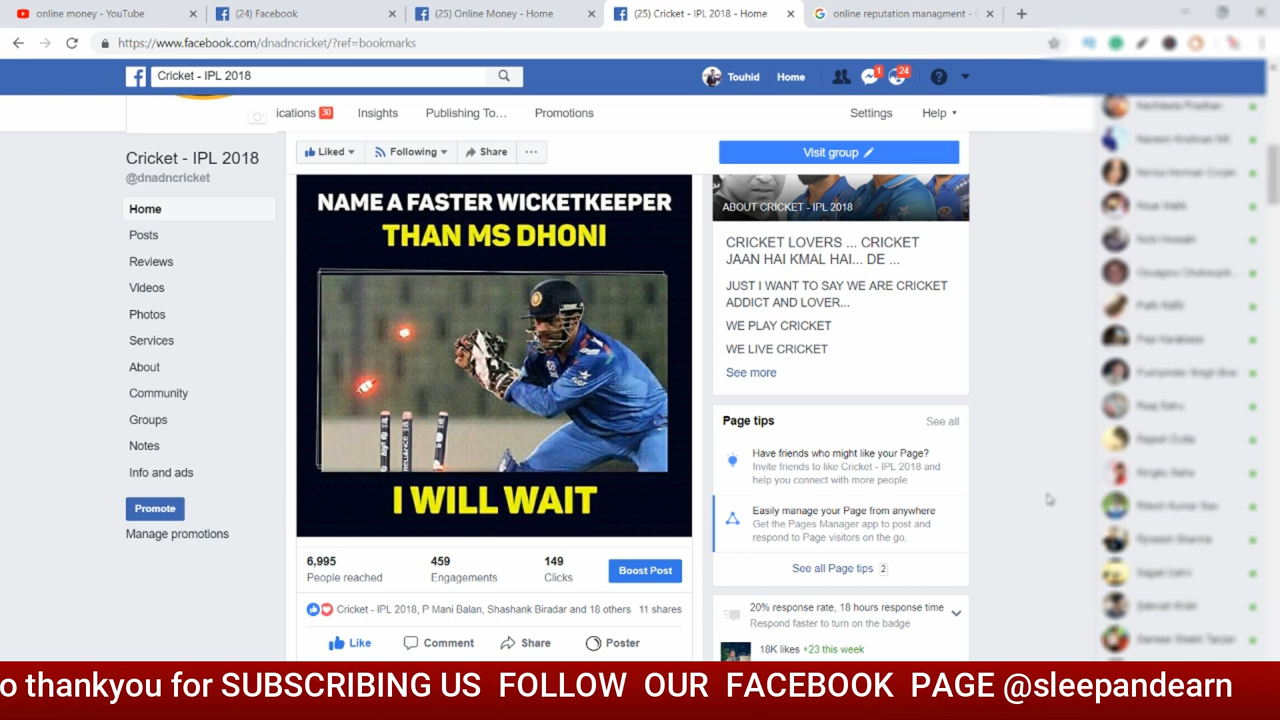 online money - YouTube
(24) Facebook
(25) Online Money - Home
(25) Cricket - IPL 2018 - Home
online reputation managment -
https://www.facebook.com/dnadncricket/?ref=bookmarks
Cricket - IPL 2018
Touhid
Home
1
24
ications 30
Insights
Publishing To...
Promotions
Settings
Help
Cricket - IPL 2018
@dnadncricket
Home
Posts
Reviews
Videos
Photos
Services
About
Community
Groups
Notes
Info and ads
Promote
Manage promotions
Liked
Following
Share
...
Visit group
NAME A FASTER WICKETKEEPER
THAN MS DHONI
RELIANCE
I WILL WAIT
6,995
People reached
459
Engagements
149
Clicks
Boost Post
Cricket - IPL 2018, P Mani Balan, Shashank Biradar and 18 others
11 shares
Like
Comment
Share
Poster
ABOUT CRICKET - IPL 2018
CRICKET LOVERS ... CRICKET
JAAN HAI KMAL HAI... DE ...
JUST I WANT TO SAY WE ARE CRICKET
ADDICT AND LOVER...
WE PLAY CRICKET
WE LIVE CRICKET
See more
Page tips
See all
Have friends who might like your Page?
Invite friends to like Cricket - IPL 2018 and
help you connect with more people.
Easily manage your Page from anywhere
Get the Pages Manager app to post and
respond to Page visitors on the go.
See all Page tips 2
20% response rate, 18 hours response time
Respond faster to turn on the badge
18K likes +23 this week
o thankyou for SUBSCRIBING US FOLLOW OUR FACEBOOK PAGE @sleepandearn